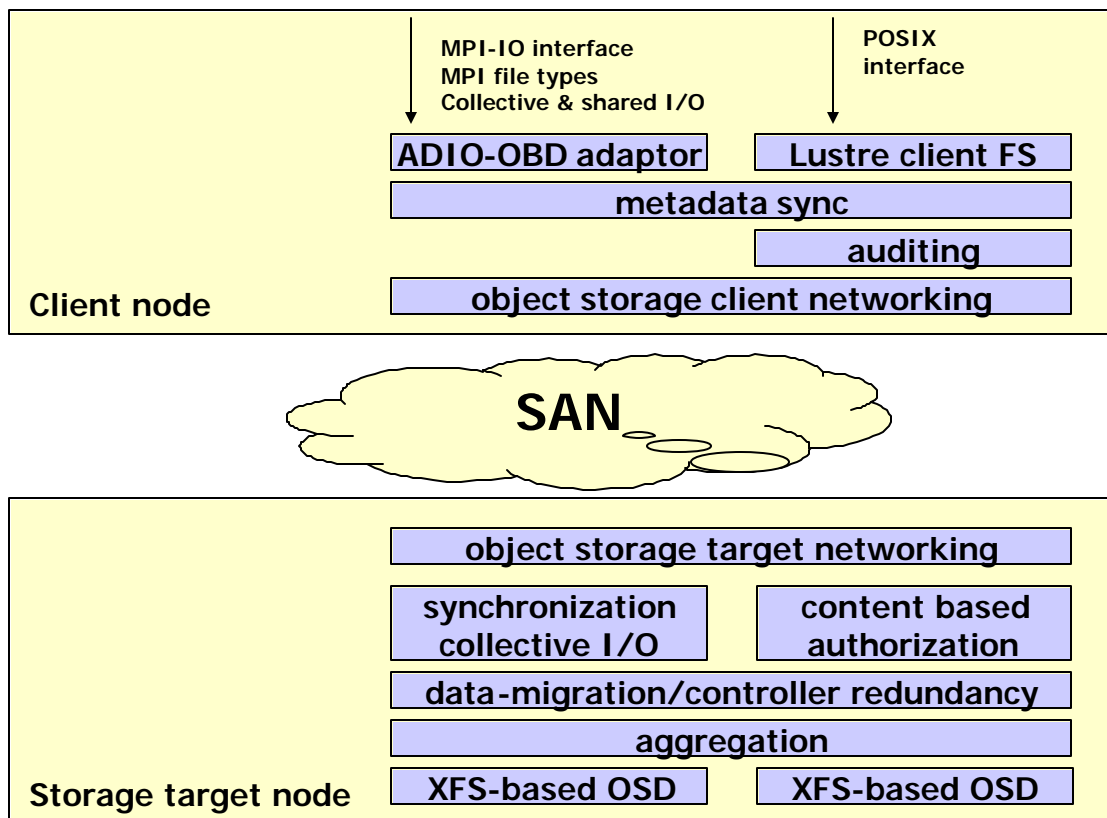 MPI-IO interface
MPI file types
Collective & shared I/O
POSIX
interface
ADIO-OBD adaptor
Lustre client FS
metadata sync
auditing
Client node
object storage client networking
SAN
object storage target networking
synchronization
collective I/O
content based
authorization
data-migration/controller redundancy
aggregation
Storage target node
XFS-based OSD
XFS-based OSD